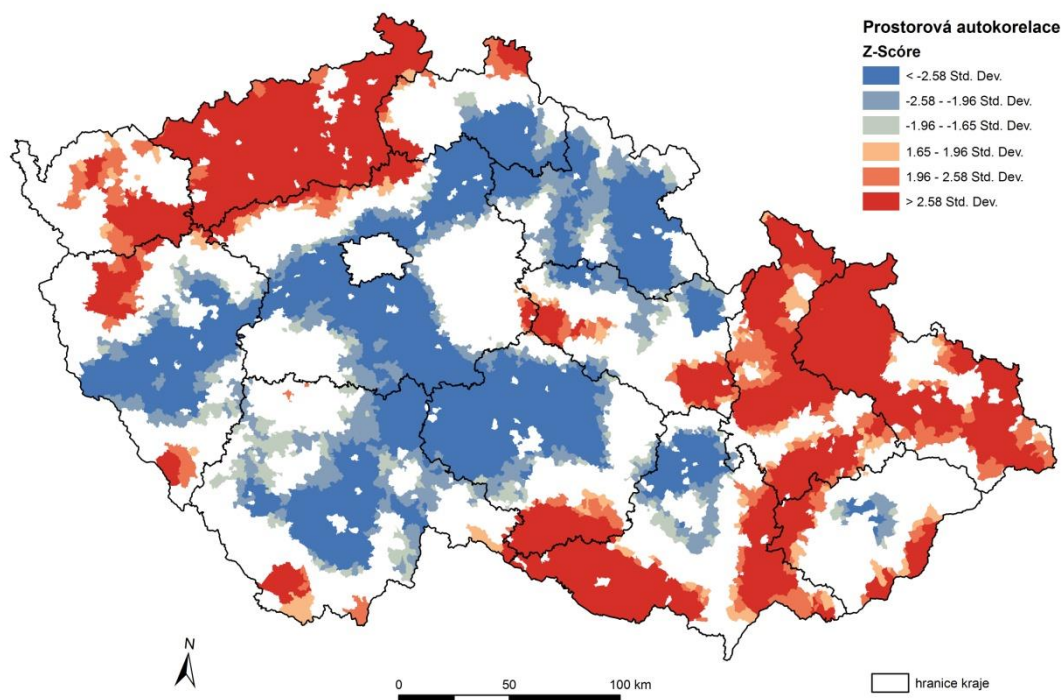 Prostorová autokorelace
Z-Scóre
< -2.58 Std. Dev.
-2.58 - -1.96 Std. Dev.
-1.96 - -1.65 Std. Dev.
1.65 - 1.96 Std. Dev.
1.96 - 2.58 Std. Dev.
> 2.58 Std. Dev.
N
0 50 100 km
hranice kraje